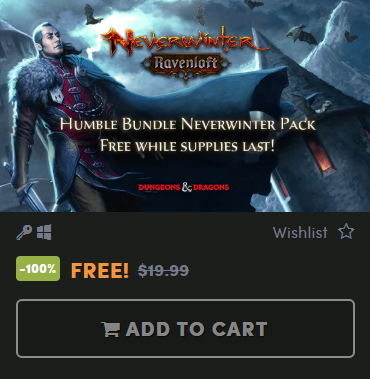 NEVERWINTER
RAVENLOFT
HUMBLE BUNDLE NEVERWINTER PACK
FREE WHILE SUPPLIES LAST!
DUNGEONS & DRAGONS
Wishlist
-100% FREE! $19.99
ADD TO CART